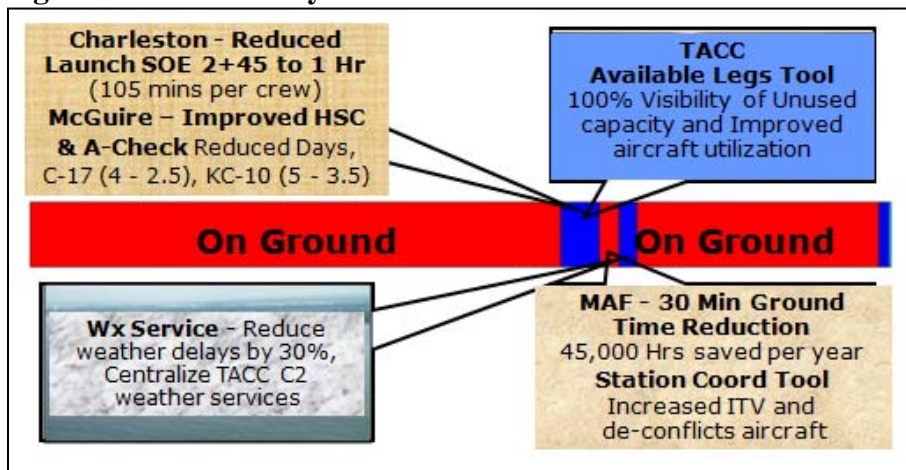 Charleston - Reduced
Launch SOE 2+45 to 1 Hr
(105 mins per crew)
McGuire – Improved HSC
& A-Check Reduced Days,
C-17 (4 - 2.5), KC-10 (5 - 3.5)
TACC
Available Legs Tool
100% Visibility of Unused
capacity and Improved
aircraft utilization
On Ground
On Ground
Wx Service - Reduce
weather delays by 30%,
Centralize TACC C2
weather services
MAF - 30 Min Ground
Time Reduction
45,000 Hrs saved per year
Station Coord Tool
Increased ITV and
de-conflicts aircraft